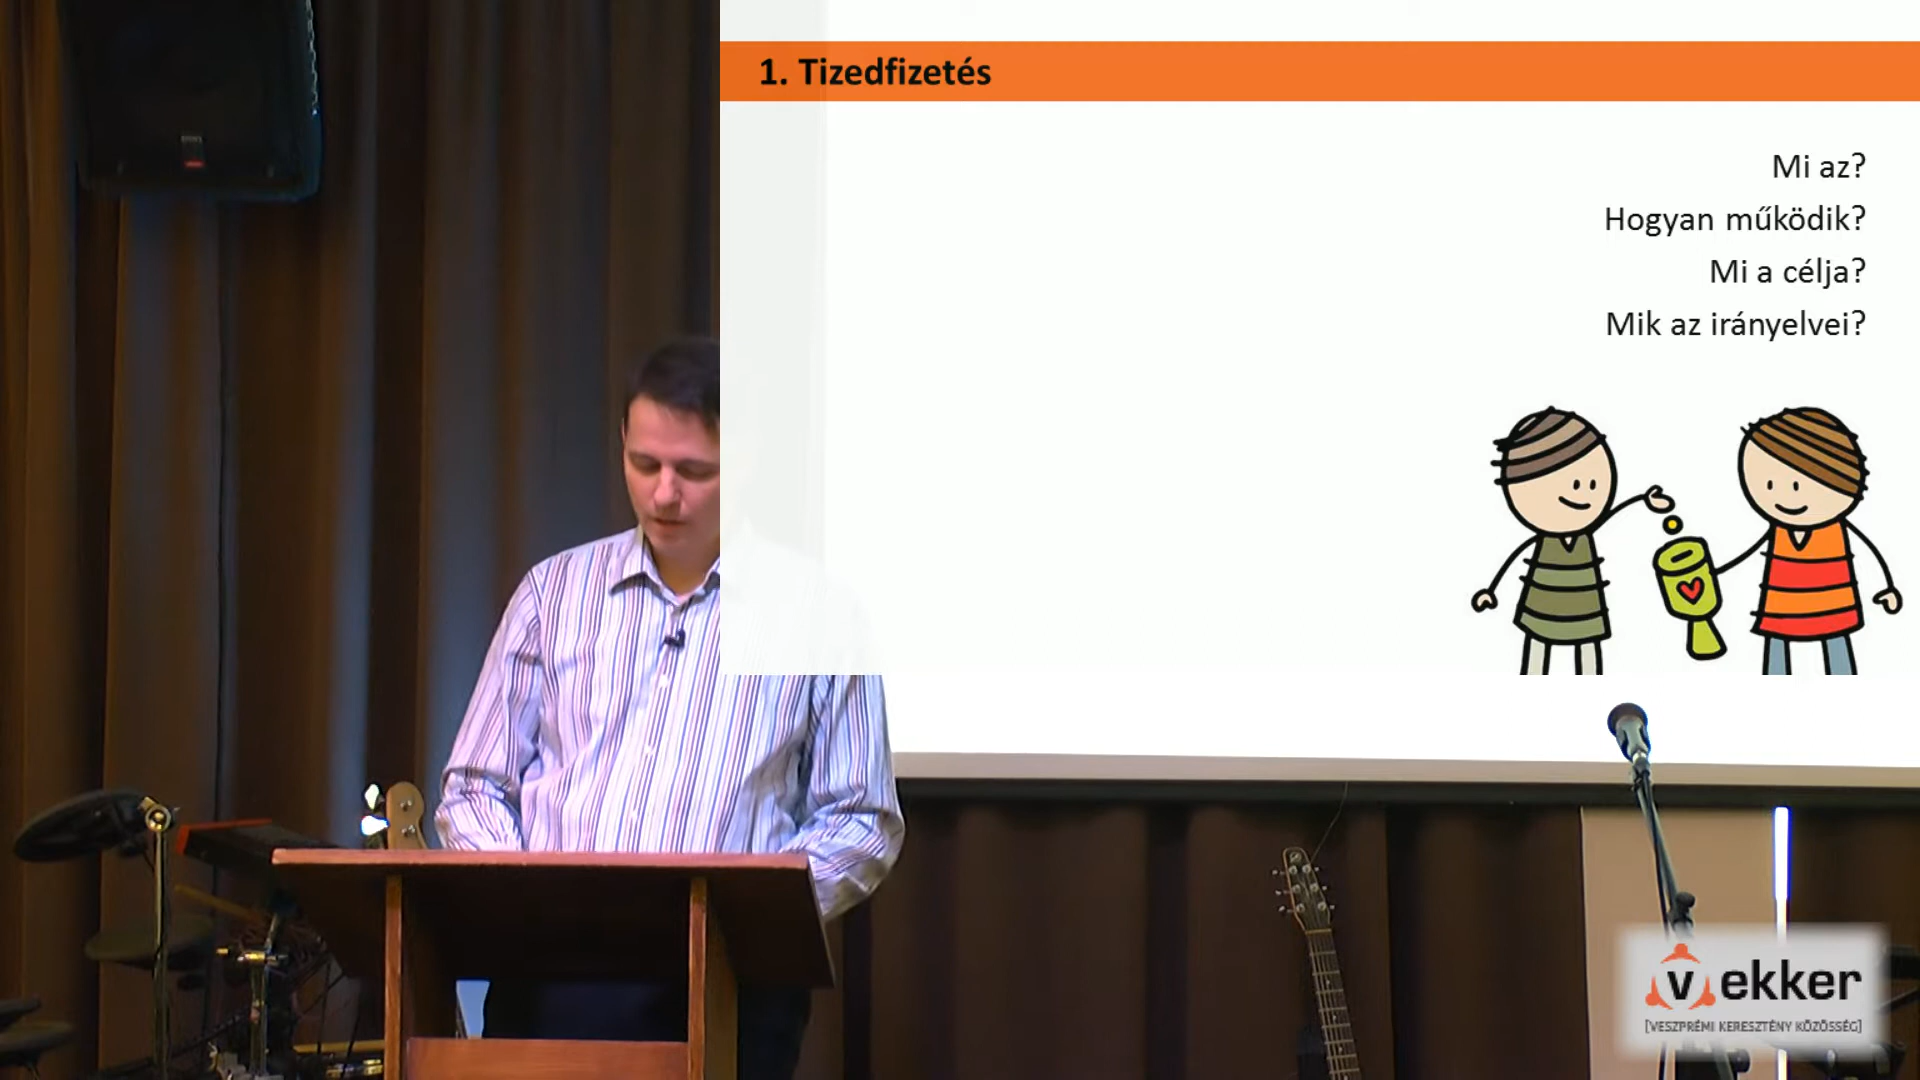 1. Tizedfizetés
Mi az?
Hogyan működik?
Mi a célja?
Mik az irányelvei?
vekker
[VESZPRÉMI KERESZTÉNY KÖZÖSSÉG]